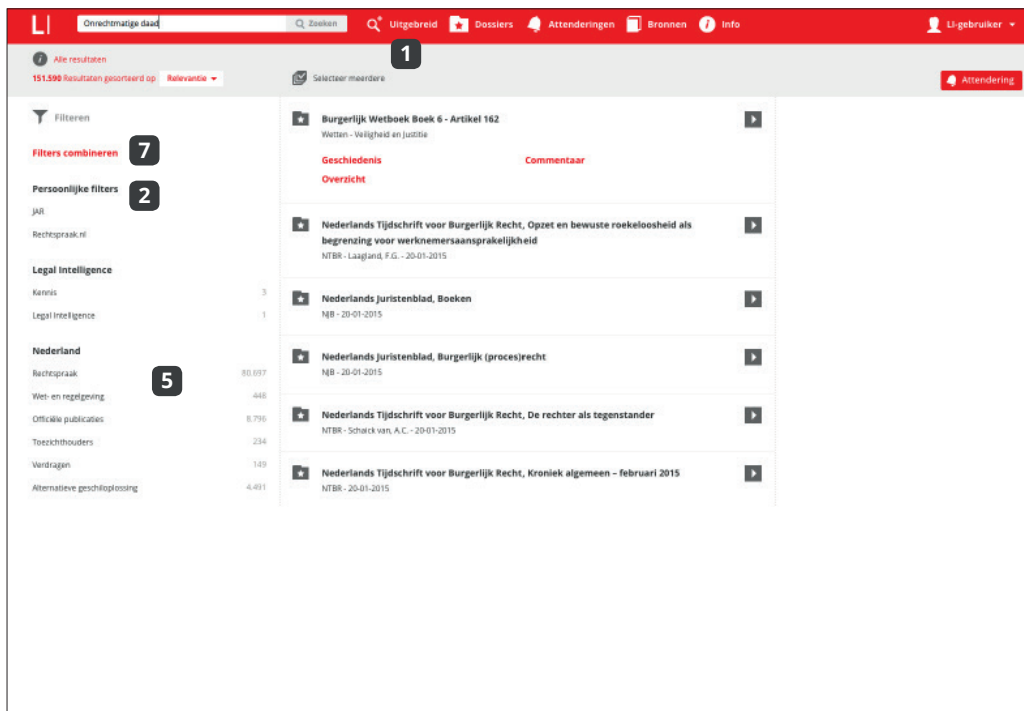 LI Onrechtmatige daad Zoeken Uitgebreid Dossiers Attenderingen Bronnen Info LI-gebruiker
1
Alle resultaten
151.590 Resultaten gesorteerd op Relevantie
Selecteer meerdere
Attendering
Filteren
Filters combineren 7
Persoonlijke filters 2
JAR
Rechtspraak.nl
Legal Intelligence
Kennis 3
Legal Intelligence 1
Nederland
Rechtspraak 5 80.697
Wet- en regelgeving 448
Officiële publicaties 8.796
Toezichthouders 234
Verdragen 149
Alternatieve geschiloplossing 4.491
Burgerlijk Wetboek Boek 6 - Artikel 162
Wetten - Veiligheid en Justitie
Geschiedenis Commentaar
Overzicht
Nederlands Tijdschrift voor Burgerlijk Recht, Opzet en bewuste roekeloosheid als
begrenzing voor werknemersaansprakelijkheid
NTBR - Laagland, F.G. - 20-01-2015
Nederlands Juristenblad, Boeken
NJB - 20-01-2015
Nederlands Juristenblad, Burgerlijk (proces)recht
NJB - 20-01-2015
Nederlands Tijdschrift voor Burgerlijk Recht, De rechter als tegenstander
NTBR - Schaick van, A.C. - 20-01-2015
Nederlands Tijdschrift voor Burgerlijk Recht, Kroniek algemeen – februari 2015
NTBR - 20-01-2015